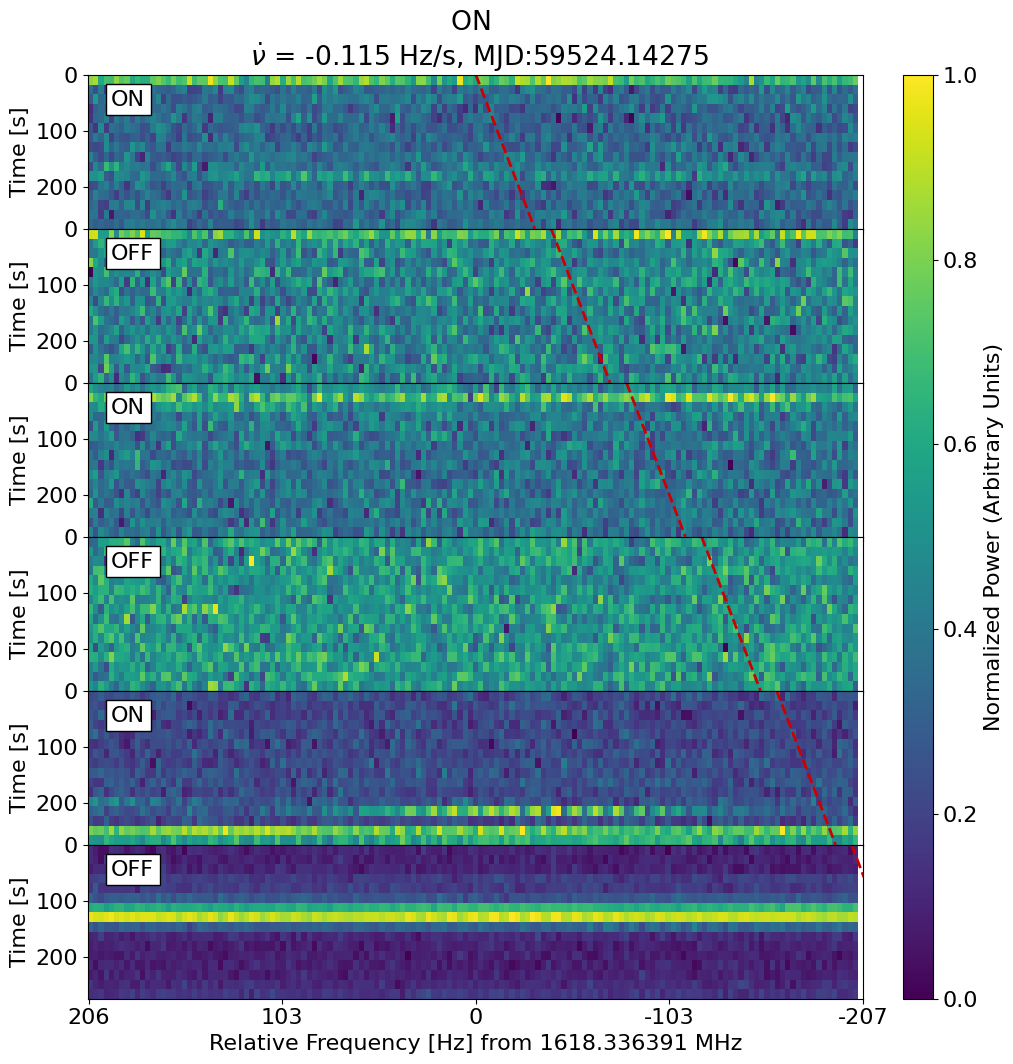 ON
ν̇ = -0.115 Hz/s, MJD:59524.14275
0
ON
100
Time [s]
200
0
OFF
100
Time [s]
200
0
ON
100
Time [s]
200
0
OFF
100
Time [s]
200
0
ON
100
Time [s]
200
0
OFF
100
Time [s]
200
206 103 0 -103 -207
Relative Frequency [Hz] from 1618.336391 MHz
1.0
0.8
0.6
0.4
0.2
0.0
Normalized Power (Arbitrary Units)